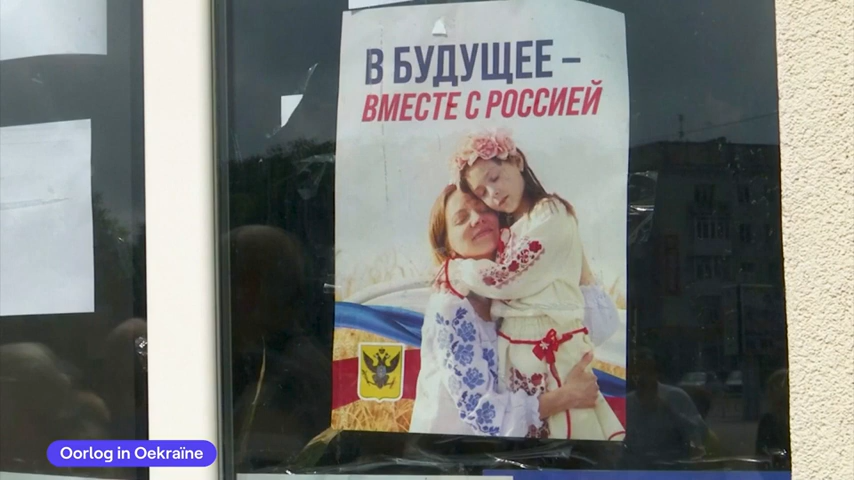 В БУДУЩЕЕ –
ВМЕСТЕ С РОССИЕЙ
Oorlog in Oekraïne